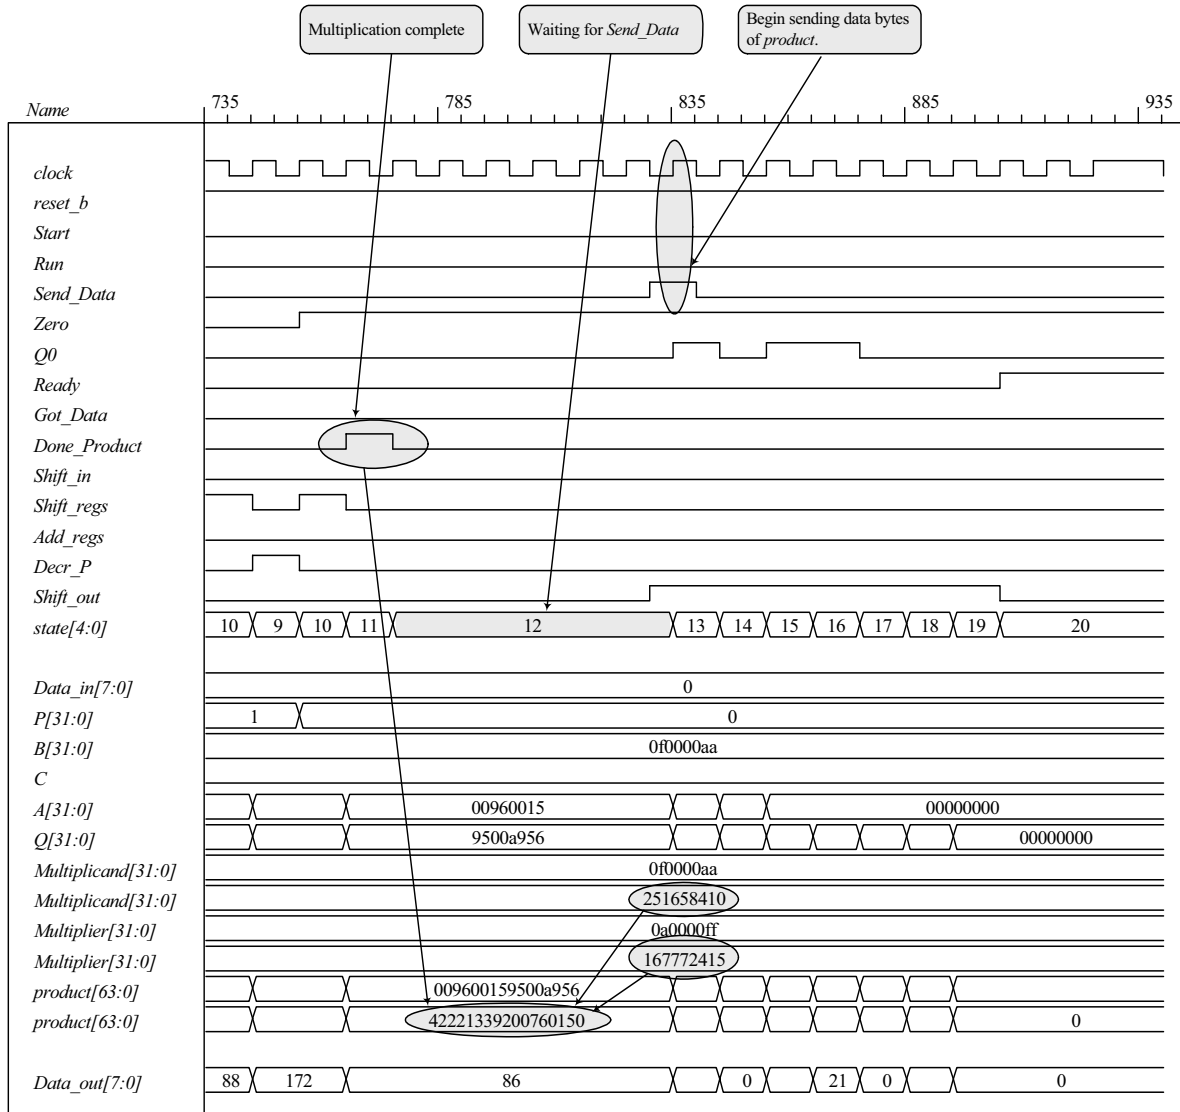 Multiplication complete
Waiting for Send_Data
Begin sending data bytes
of product.
Name
735 785 835 885 935
clock
reset_b
Start
Run
Send_Data
Zero
Q0
Ready
Got_Data
Done_Product
Shift_in
Shift_regs
Add_regs
Decr_P
Shift_out
state[4:0] 10 9 10 11 12 13 14 15 16 17 18 19 20
Data_in[7:0] 0
P[31:0] 1 0
B[31:0] 0f0000aa
C
A[31:0] 00960015 00000000
Q[31:0] 9500a956 00000000
Multiplicand[31:0] 0f0000aa
Multiplicand[31:0] 251658410
Multiplier[31:0] 0a0000ff
Multiplier[31:0] 167772415
product[63:0] 009600159500a956
product[63:0] 42221339200760150 0
Data_out[7:0] 88 172 86 0 21 0 0